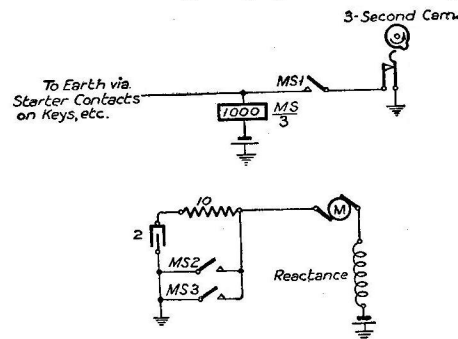 3-Second Cam.
To Earth via
Starter Contacts
on Keys, etc.
MS1
1000
MS
3
10
2
MS2
MS3
M
Reactance